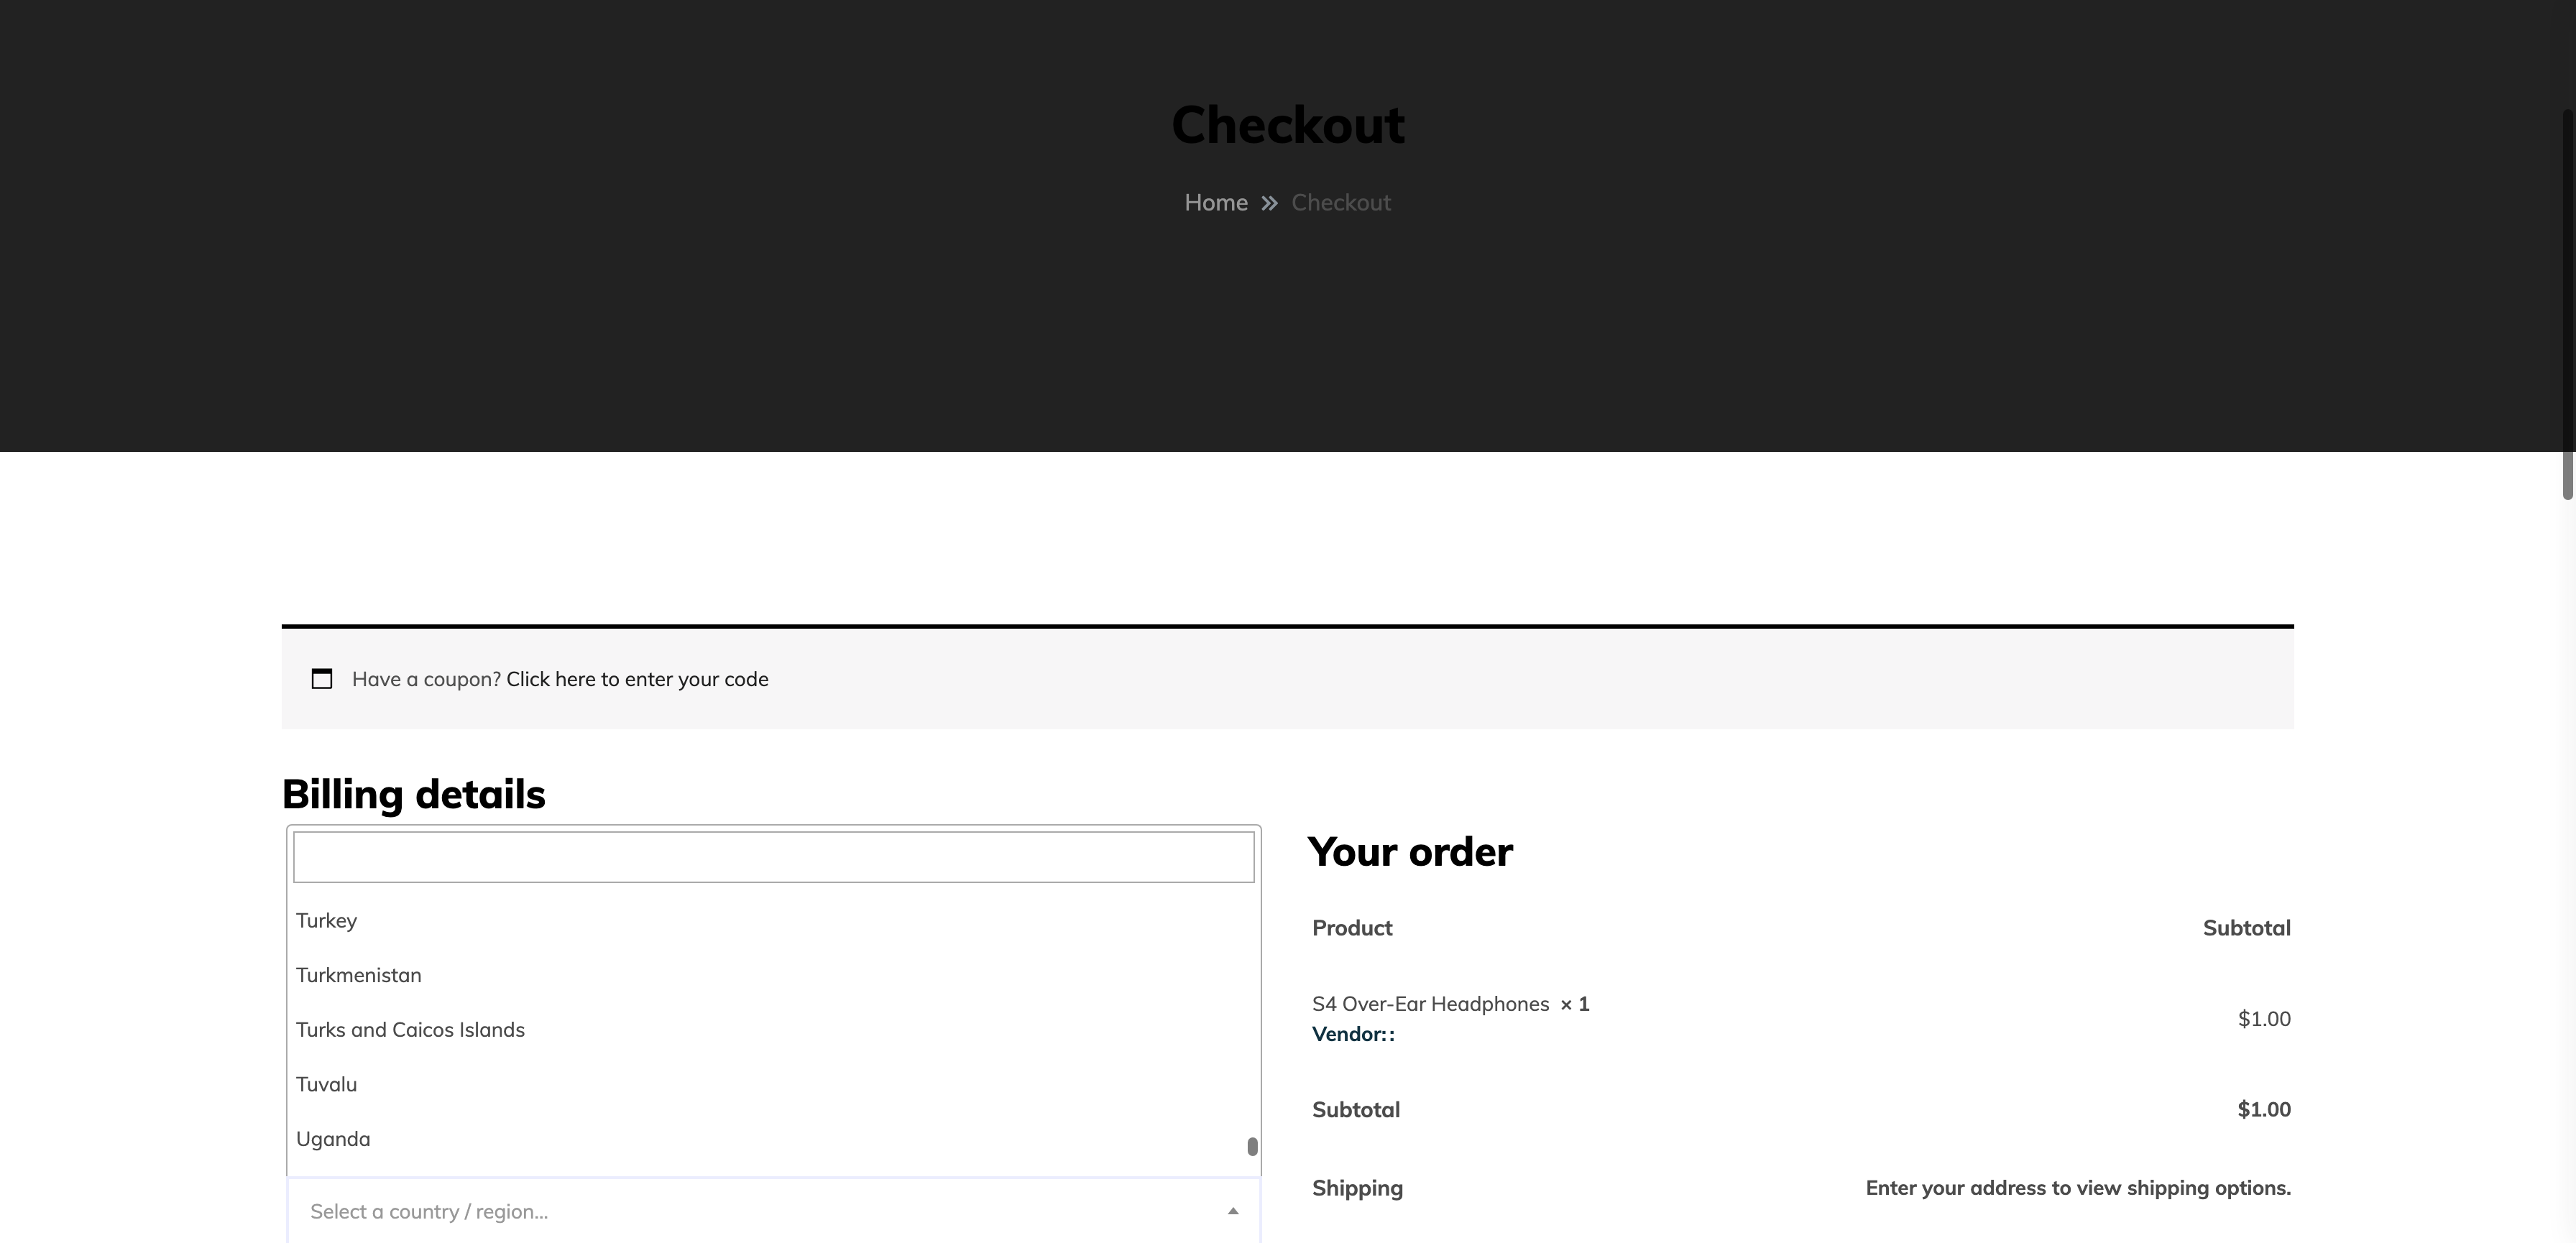 Checkout
Home » Checkout
Have a coupon? Click here to enter your code
Billing details
Turkey
Turkmenistan
Turks and Caicos Islands
Tuvalu
Uganda
Select a country / region...
Your order
Product Subtotal
S4 Over-Ear Headphones × 1
Vendor::
$1.00
Subtotal $1.00
Shipping Enter your address to view shipping options.